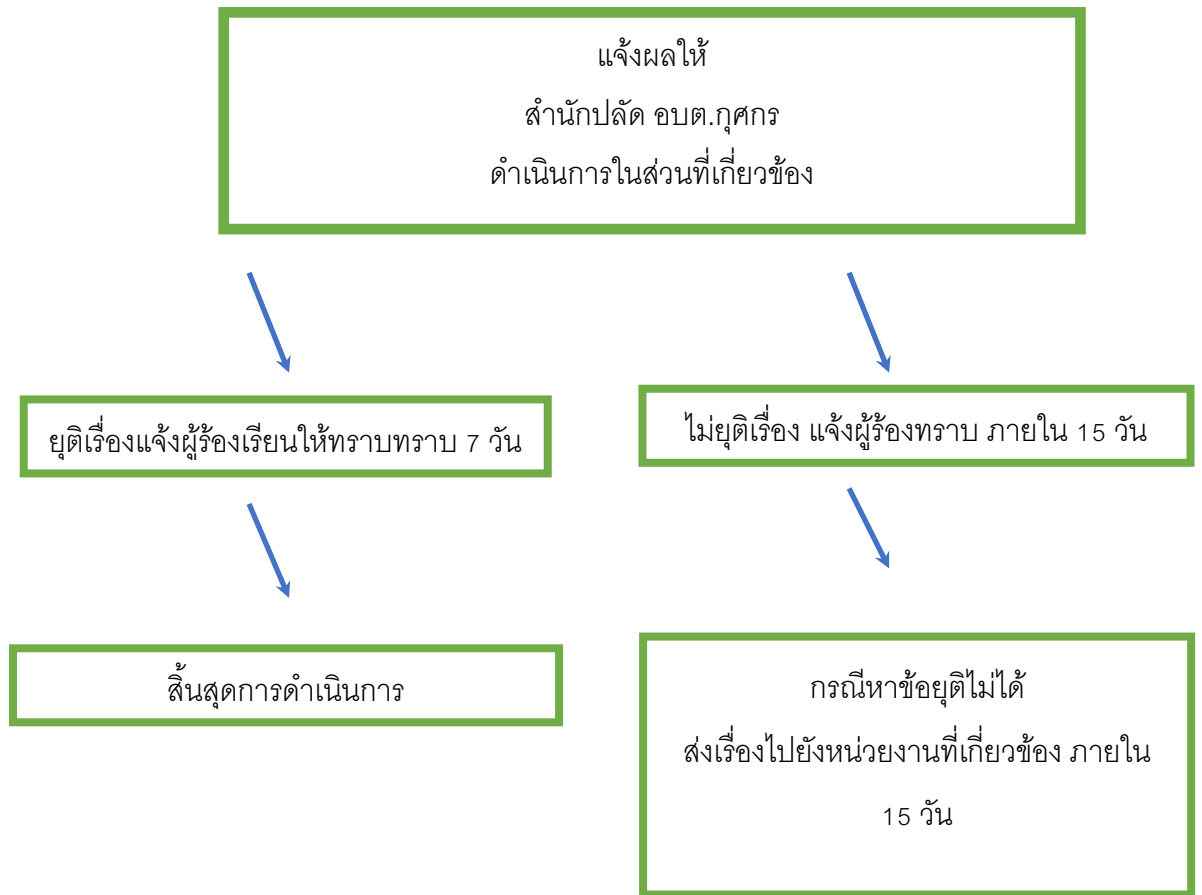 แจ้งผลให้
สำนักปลัด อบต.กุศกร
ดำเนินการในส่วนที่เกี่ยวข้อง
ยุติเรื่องแจ้งผู้ร้องเรียนให้ทราบทราบ 7 วัน
ไม่ยุติเรื่อง แจ้งผู้ร้องทราบ ภายใน 15 วัน
สิ้นสุดการดำเนินการ
กรณีหาข้อยุติไม่ได้
ส่งเรื่องไปยังหน่วยงานที่เกี่ยวข้อง ภายใน
15 วัน